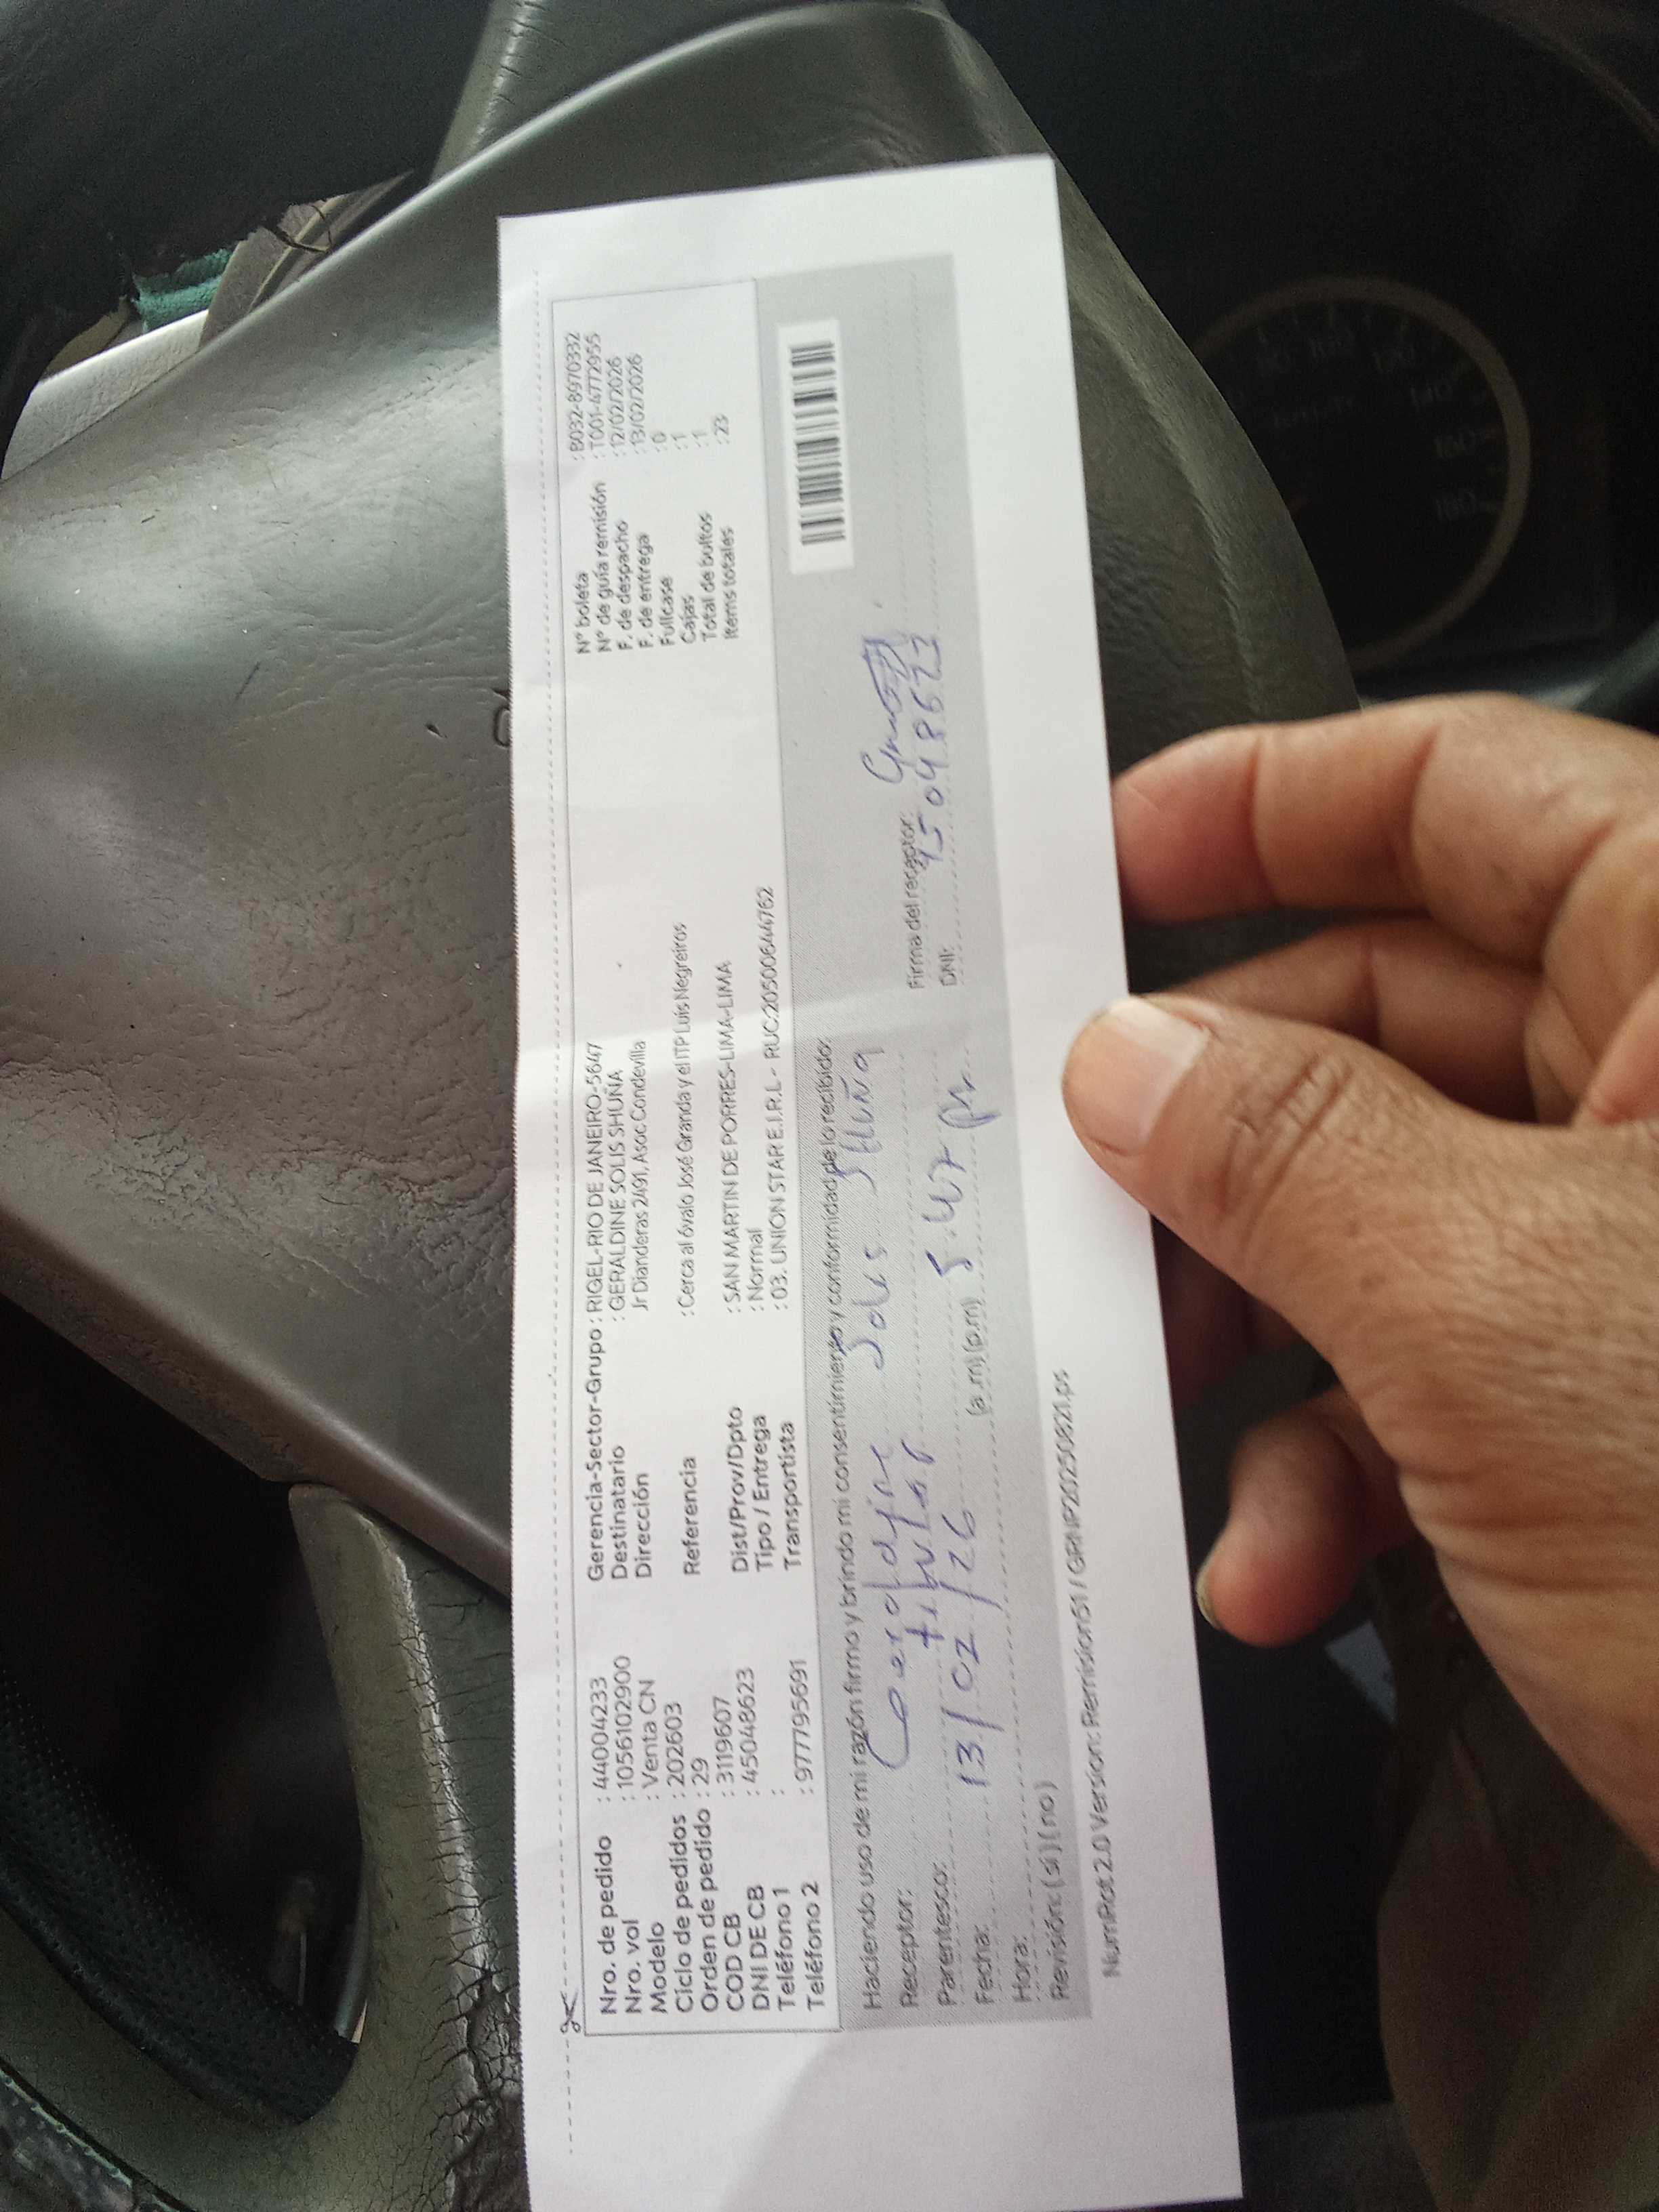 Nro. de pedido : 44004233
Nro. vol : 1056102900
Modelo : Venta CN
Ciclo de pedidos : 202603
Orden de pedido : 29
COD CB : 3119607
DNI DE CB : 45048623
Teléfono 1 :
Teléfono 2 : 977795691
Gerencia-Sector-Grupo : RIGEL-RIO DE JANEIRO-5647
Destinatario : GERALDINE SOLIS SHUÑA
Dirección Jr Dianderas 2491, Asoc Condevilla
Referencia : Cerca al óvalo José Granda y el ITP Luis Negreiros
Dist/Prov/Dpto : SAN MARTIN DE PORRES-LIMA-LIMA
Tipo / Entrega : Normal
Transportista : 03. UNION STAR E.I.R.L - RUC:20500644762
N° boleta : B032-8970332
N° de guía remisión : T001-4772955
F. de despacho : 12/02/2026
F. de entrega : 13/02/2026
Fullcase : 0
Cajas : 1
Total de bultos : 1
Items totales : 23
Haciendo uso de mi razón firmo y brindo mi consentimiento y conformidad de lo recibido:
Receptor: Geraldine Solis Shuña
Parentesco: titular
Fecha: 13/02/26
Hora: (a.m)(p.m) 5:47 pm
Revisión: (si)(no)
Firma del receptor:
DNI: 45048623
NumRdt 2.0 Version: Remision61 / GRNP20250821.ps